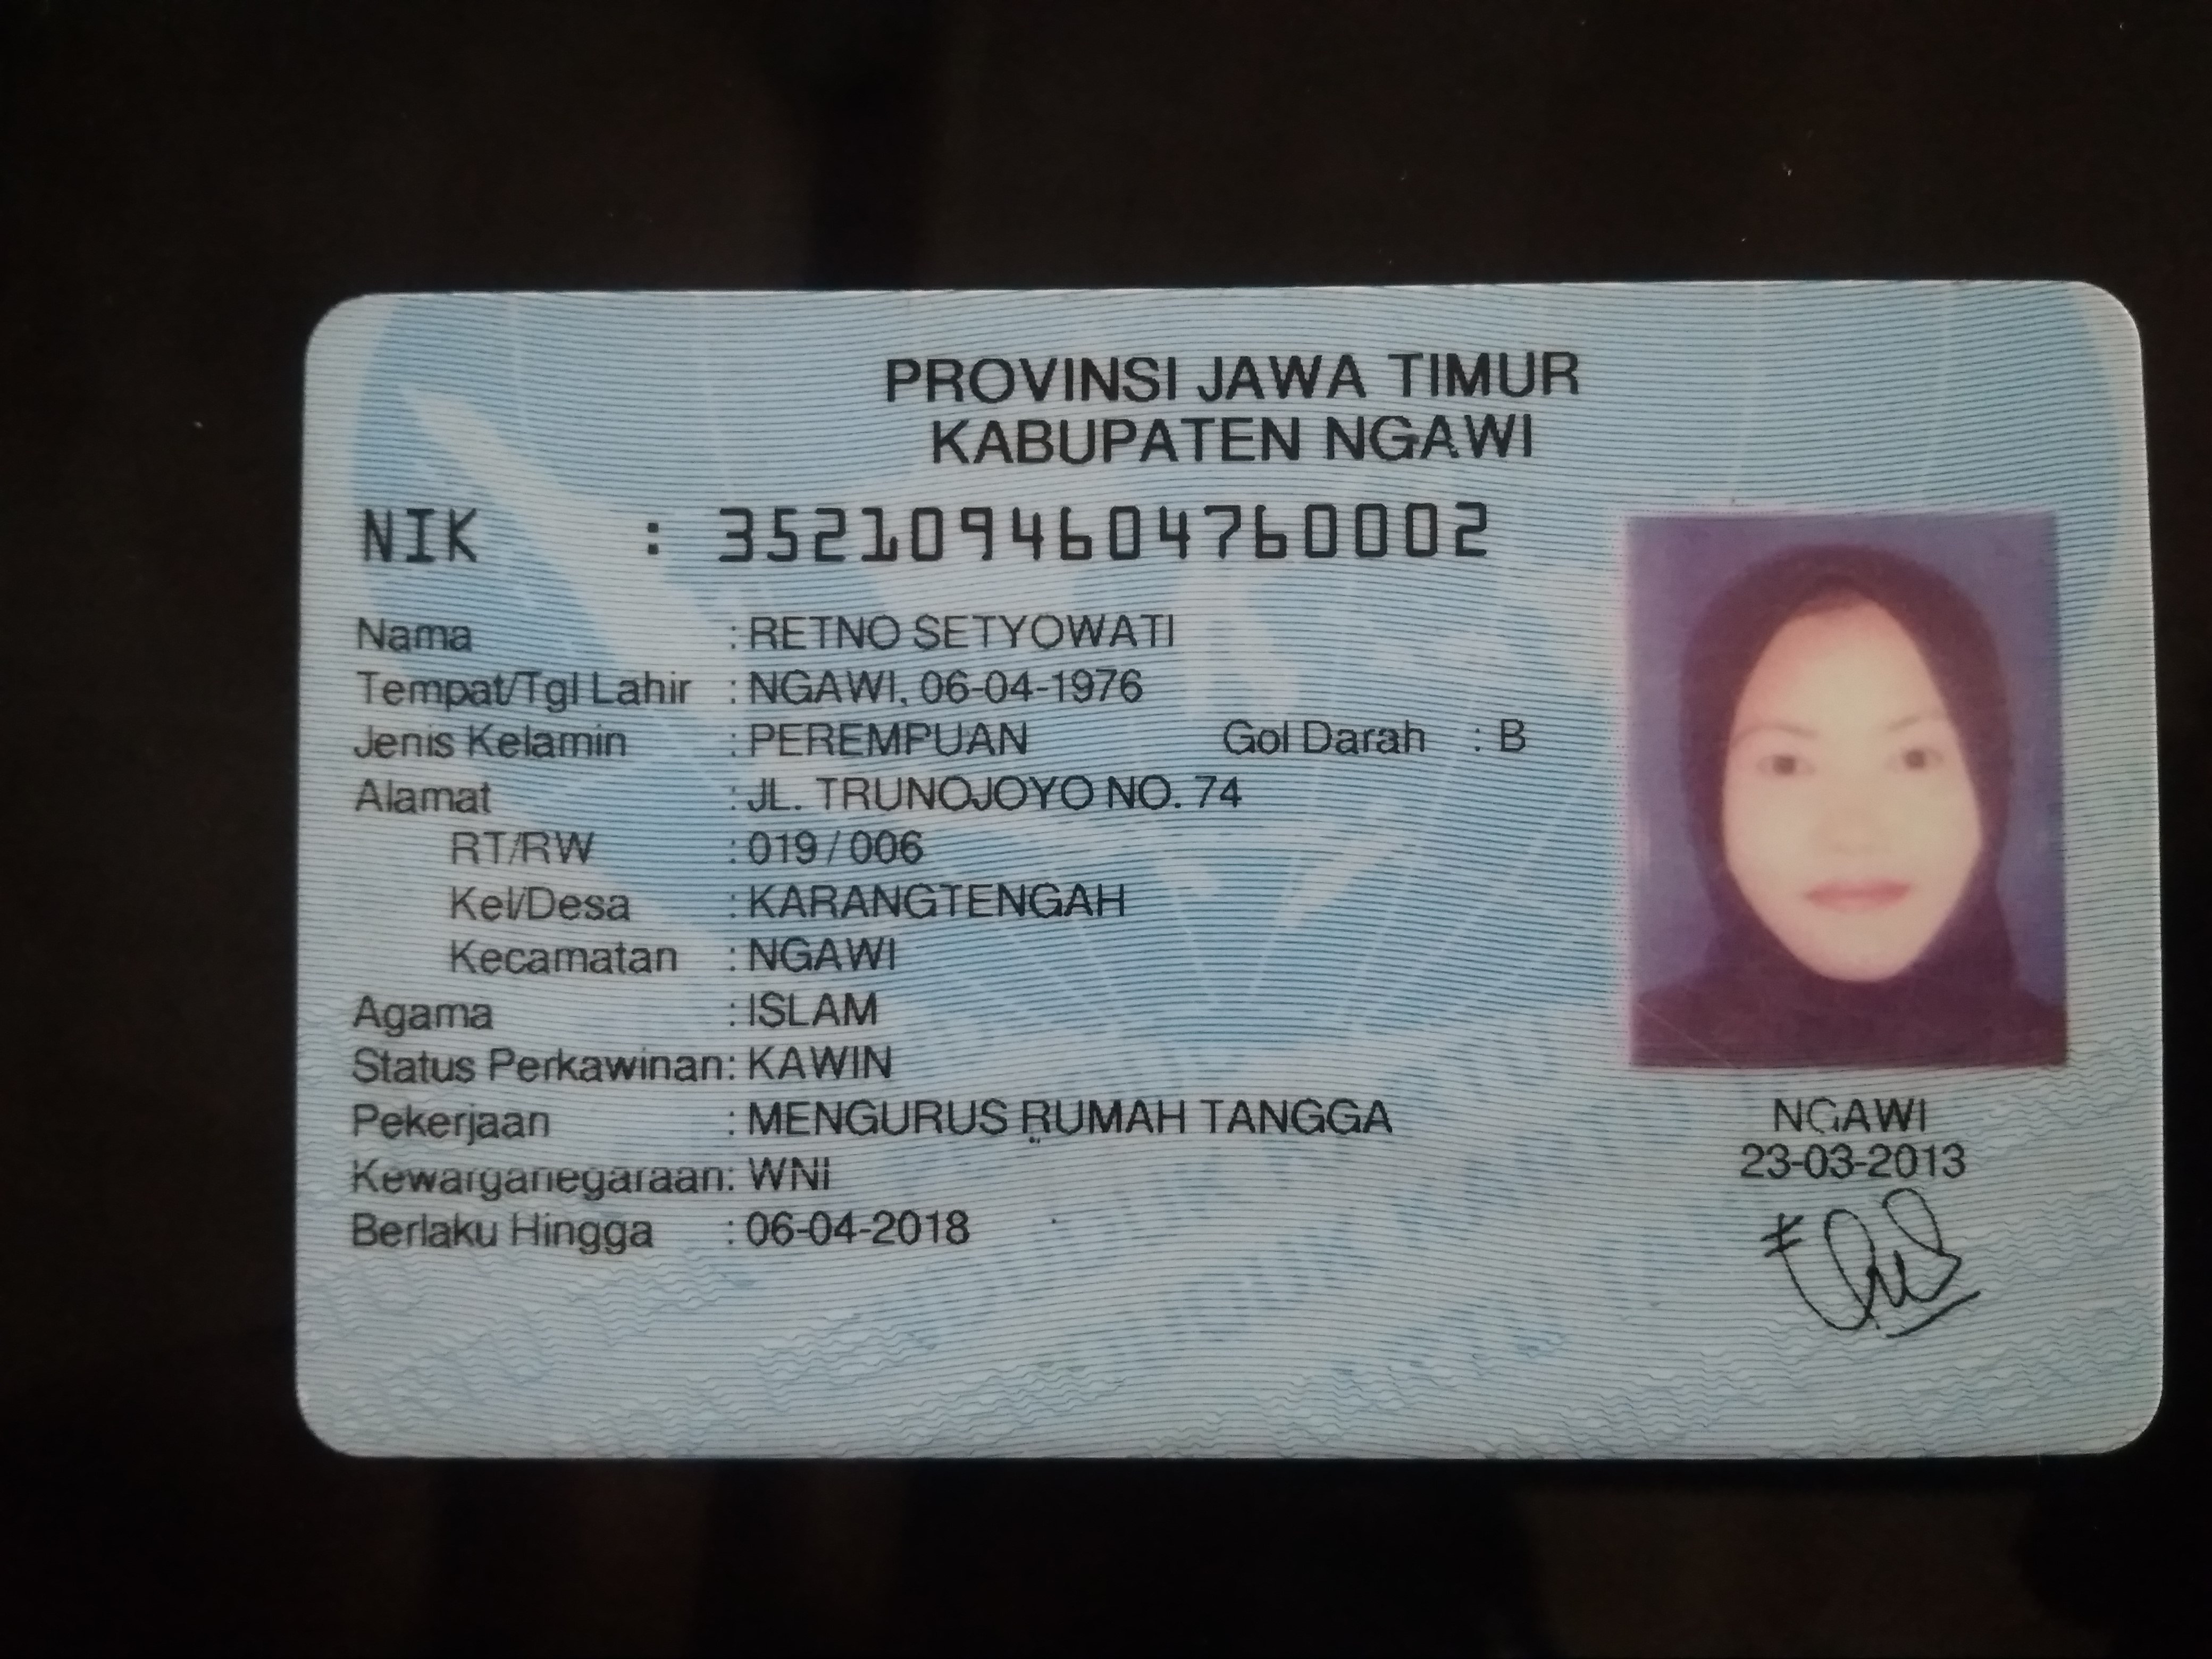 PROVINSI JAWA TIMUR
KABUPATEN NGAWI
NIK : 3521094604760002
Nama : RETNO SETYOWATI
Tempat/Tgl Lahir : NGAWI, 06-04-1976
Jenis Kelamin : PEREMPUAN Gol Darah : B
Alamat : JL. TRUNOJOYO NO. 74
RT/RW : 019 / 006
Kel/Desa : KARANGTENGAH
Kecamatan : NGAWI
Agama : ISLAM
Status Perkawinan : KAWIN
Pekerjaan : MENGURUS RUMAH TANGGA
Kewarganegaraan : WNI
Berlaku Hingga : 06-04-2018
NGAWI
23-03-2013